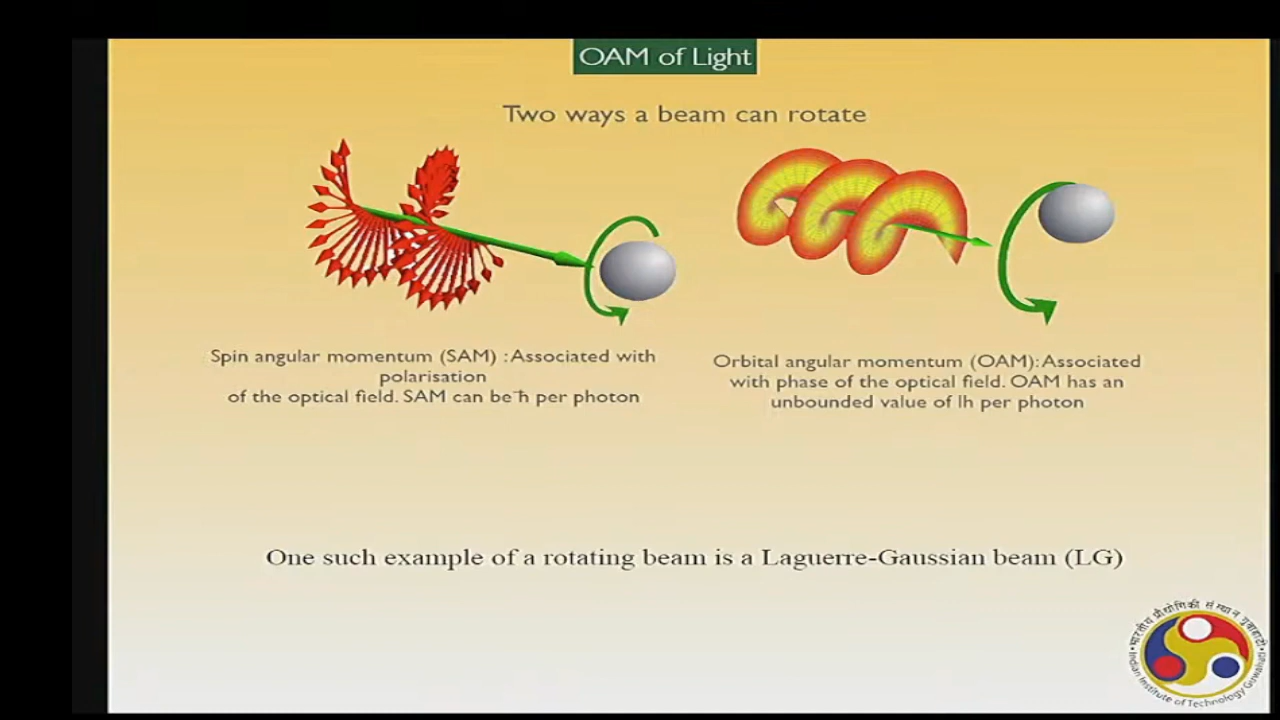 OAM of Light
Two ways a beam can rotate
Spin angular momentum (SAM) : Associated with
polarisation
of the optical field. SAM can be ħ per photon
Orbital angular momentum (OAM): Associated
with phase of the optical field. OAM has an
unbounded value of lh per photon
One such example of a rotating beam is a Laguerre-Gaussian beam (LG)
भारतीय प्रौद्योगिकी संस्थान गुवाहाटी
Indian Institute of Technology Guwahati